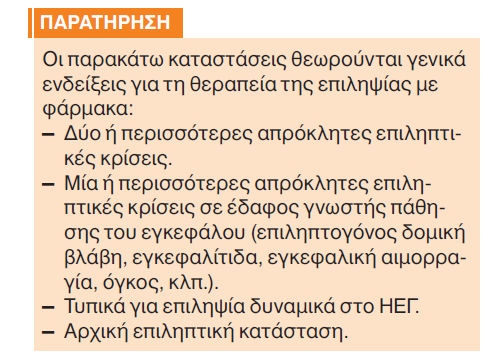 ΠΑΡΑΤΗΡΗΣΗ
Οι παρακάτω καταστάσεις θεωρούνται γενικά
ενδείξεις για τη θεραπεία της επιληψίας με
φάρμακα:
– Δύο ή περισσότερες απρόκλητες επιληπτι-
κές κρίσεις.
– Μία ή περισσότερες απρόκλητες επιλη-
πτικές κρίσεις σε έδαφος γνωστής πάθη-
σης του εγκεφάλου (επιληπτογόνος δομική
βλάβη, εγκεφαλίτιδα, εγκεφαλική αιμορρα-
γία, όγκος, κλπ.).
– Τυπικά για επιληψία δυναμικά στο ΗΕΓ.
– Αρχική επιληπτική κατάσταση.